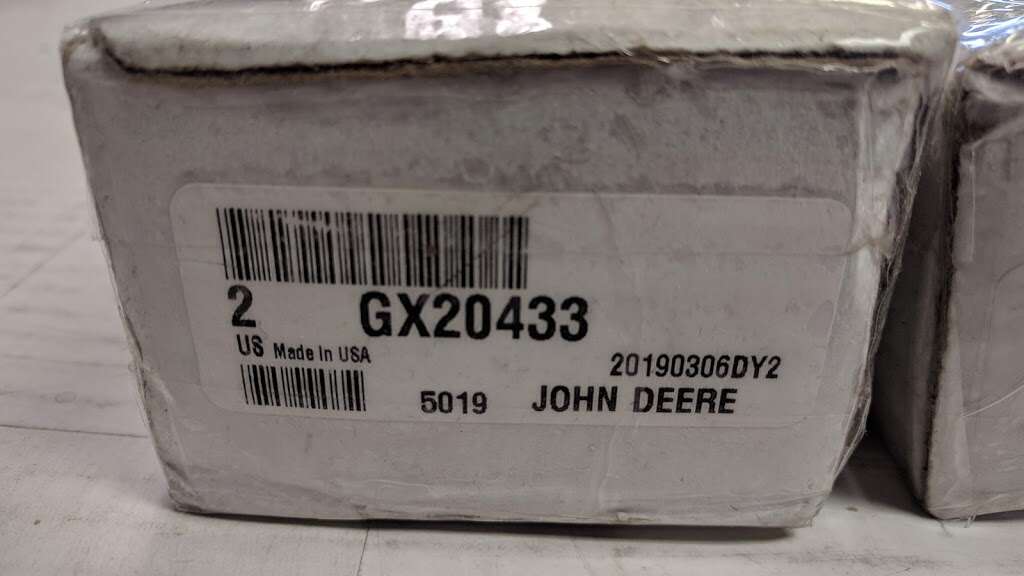 2 GX20433
US Made In USA
20190306DY2
5019 JOHN DEERE